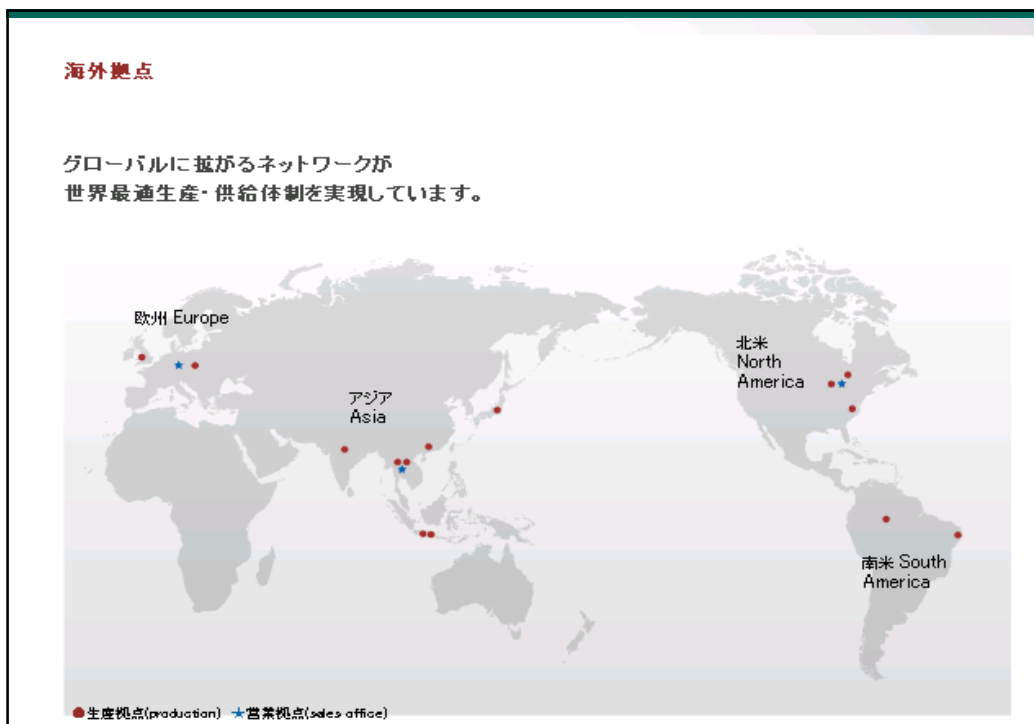 海外拠点
グローバルに拡がるネットワークが
世界最適生産・供給体制を実現しています。
欧州 Europe
アジア
Asia
北米
North
America
南米 South
America
●生産拠点(production) ★営業拠点(sales office)